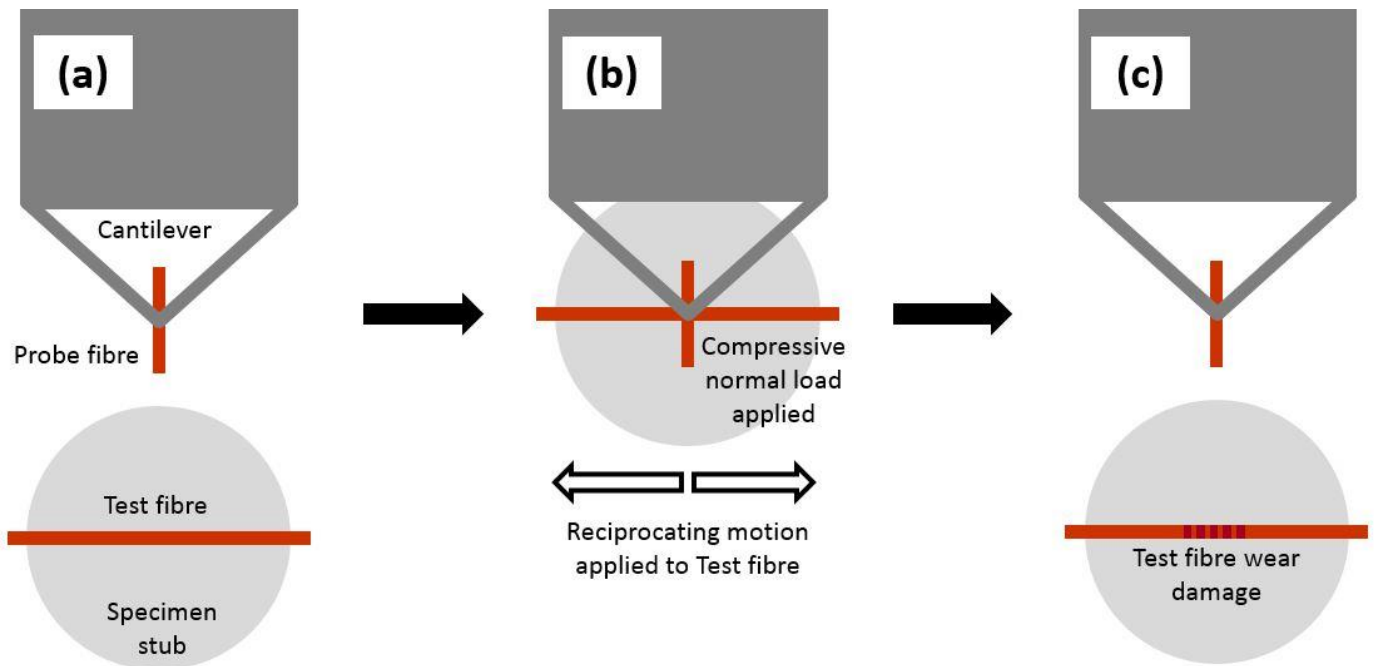 (a)
Cantilever
Probe fibre
Test fibre
Specimen
stub
(b)
Compressive
normal load
applied
Reciprocating motion
applied to Test fibre
(c)
Test fibre wear
damage